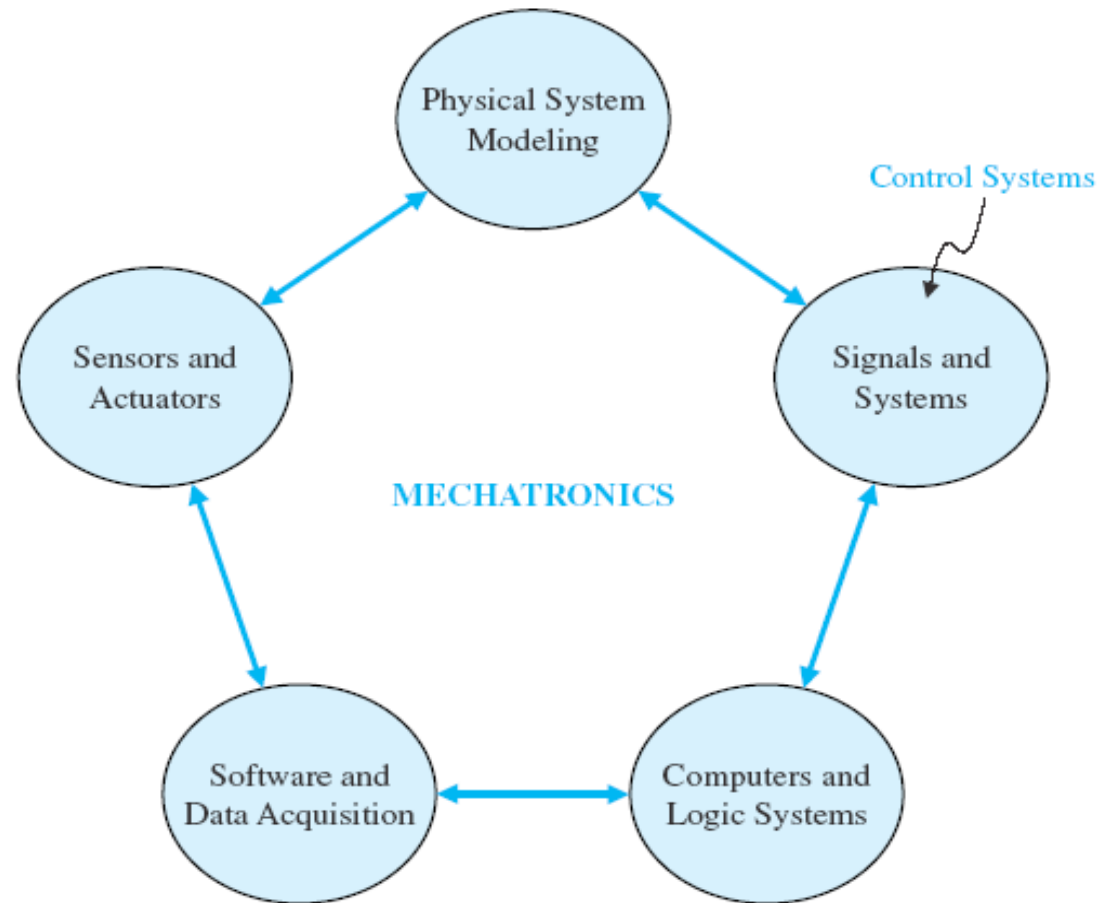 Physical System
Modeling
Control Systems
Sensors and
Actuators
Signals and
Systems
MECHATRONICS
Software and
Data Acquisition
Computers and
Logic Systems